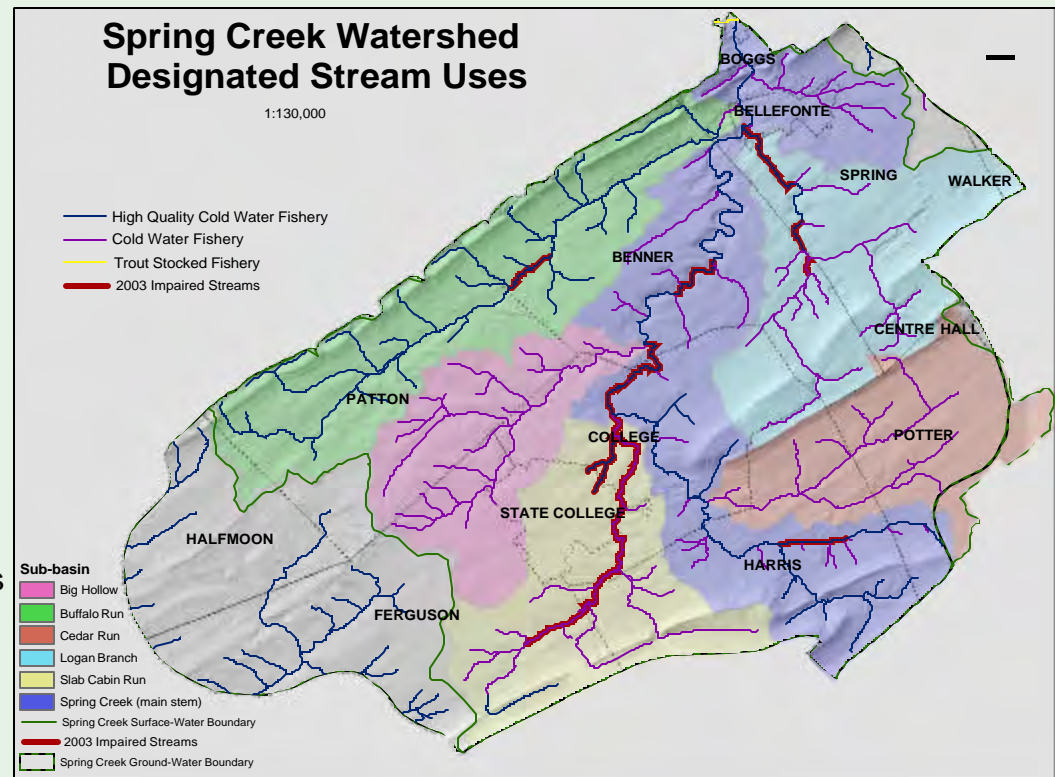 Spring Creek Watershed
Designated Stream Uses
1:130,000
High Quality Cold Water Fishery
Cold Water Fishery
Trout Stocked Fishery
2003 Impaired Streams
BOGGS
BELLEFONTE
SPRING
WALKER
BENNER
CENTRE HALL
PATTON
COLLEGE
POTTER
STATE COLLEGE
HALFMOON
HARRIS
FERGUSON
s
Sub-basin
Big Hollow
Buffalo Run
Cedar Run
Logan Branch
Slab Cabin Run
Spring Creek (main stem)
Spring Creek Surface-Water Boundary
2003 Impaired Streams
Spring Creek Ground-Water Boundary